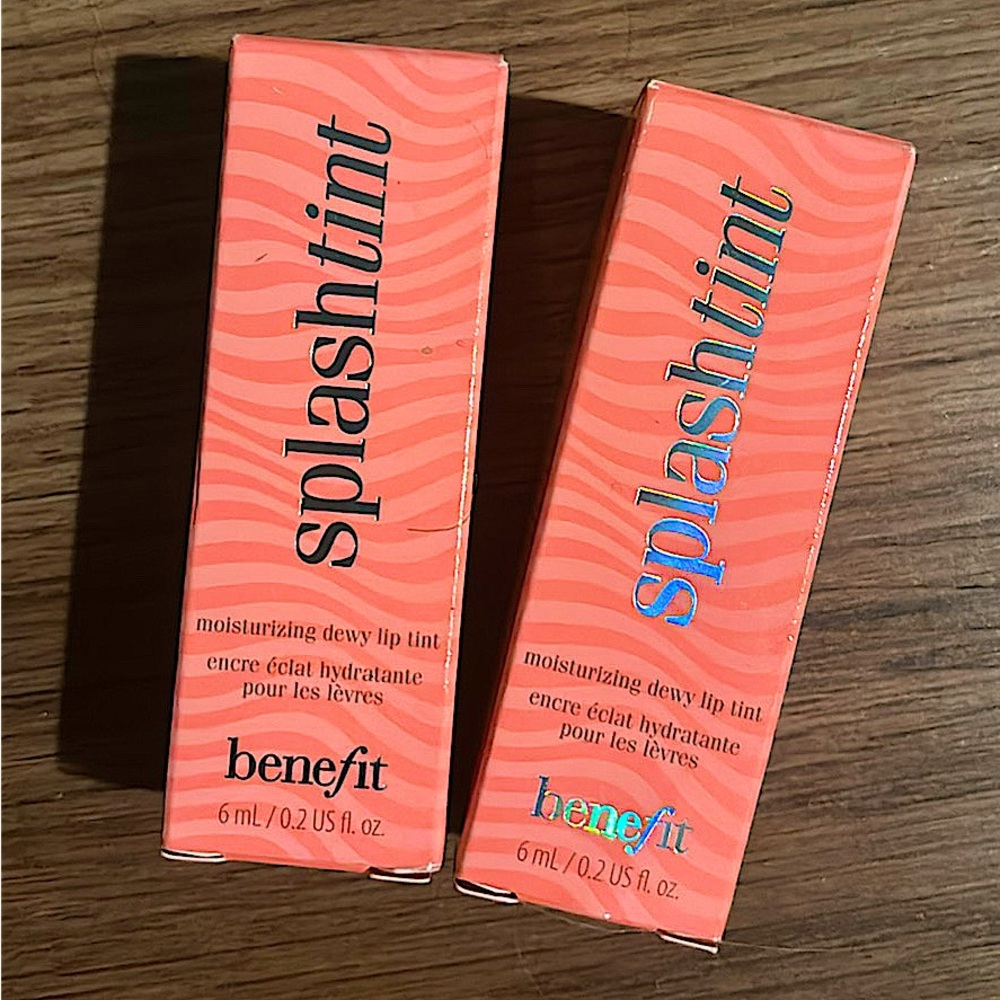 splashtint
moisturizing dewy lip tint
encre éclat hydratante
pour les lèvres
benefit
6 mL / 0.2 US fl. oz.
splashtint
moisturizing dewy lip tint
encre éclat hydratante
pour les lèvres
benefit
6 mL / 0.2 US fl. oz.